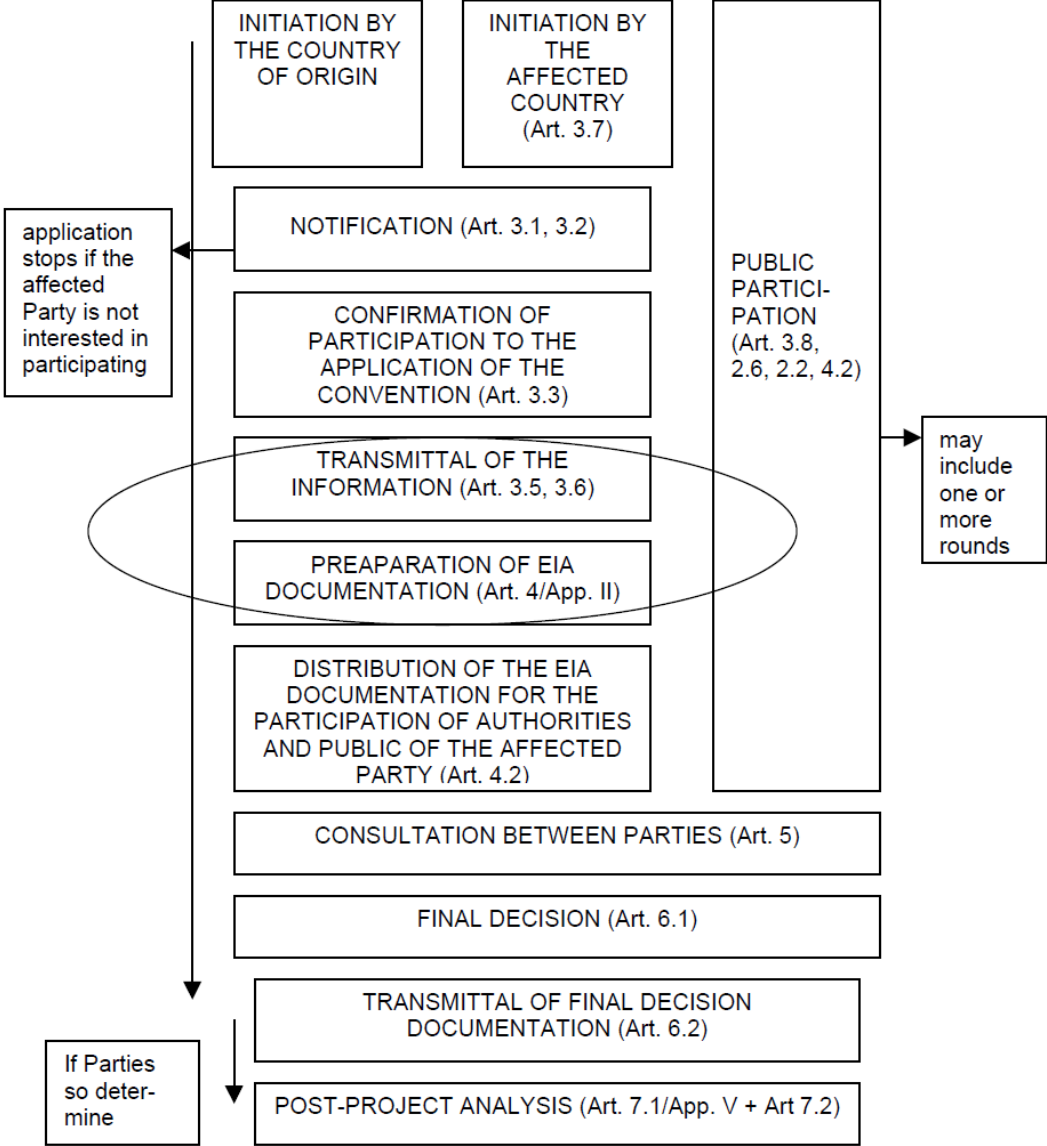 INITIATION BY
THE COUNTRY
OF ORIGIN
INITIATION BY
THE
AFFECTED
COUNTRY
(Art. 3.7)
NOTIFICATION (Art. 3.1, 3.2)
application
stops if the
affected
Party is not
interested in
participating
PUBLIC
PARTICI-
PATION
(Art. 3.8,
2.6, 2.2, 4.2)
CONFIRMATION OF
PARTICIPATION TO THE
APPLICATION OF THE
CONVENTION (Art. 3.3)
may
include
one or
more
rounds
TRANSMITTAL OF THE
INFORMATION (Art. 3.5, 3.6)
PREAPARATION OF EIA
DOCUMENTATION (Art. 4/App. II)
DISTRIBUTION OF THE EIA
DOCUMENTATION FOR THE
PARTICIPATION OF AUTHORITIES
AND PUBLIC OF THE AFFECTED
PARTY (Art. 4.2)
CONSULTATION BETWEEN PARTIES (Art. 5)
FINAL DECISION (Art. 6.1)
TRANSMITTAL OF FINAL DECISION
DOCUMENTATION (Art. 6.2)
If Parties
so deter-
mine
POST-PROJECT ANALYSIS (Art. 7.1/App. V + Art 7.2)